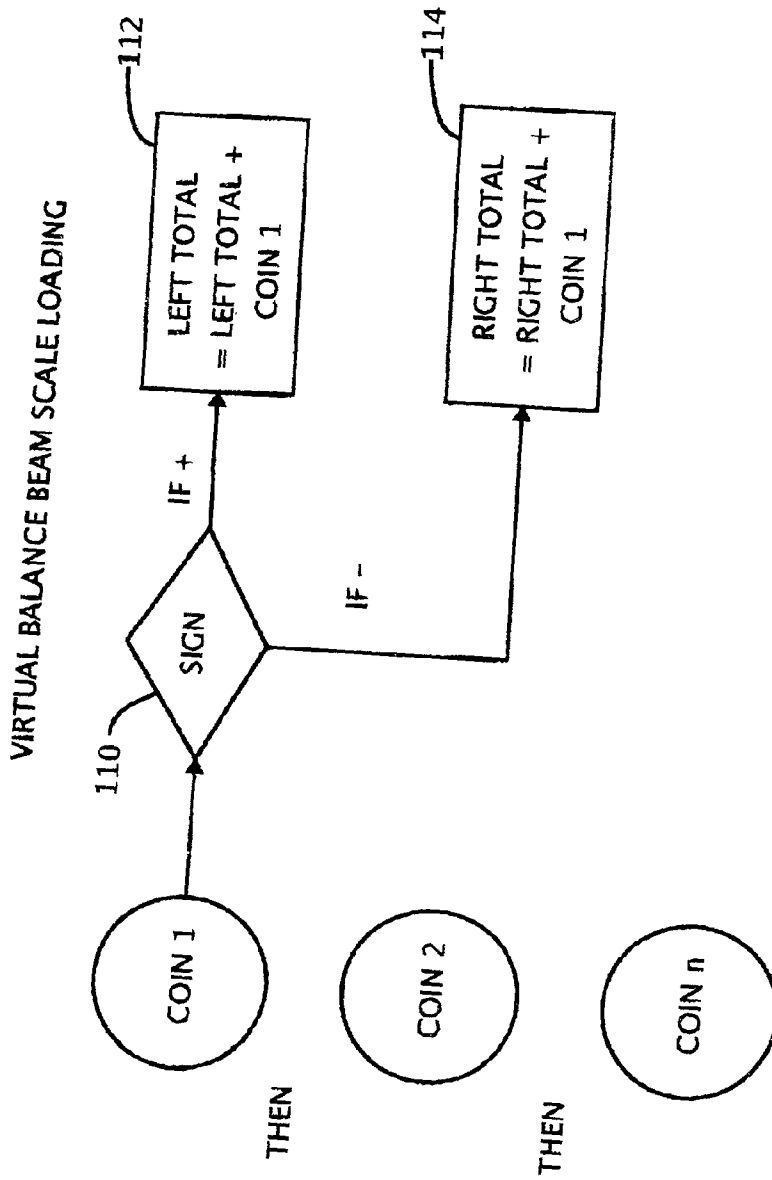 VIRTUAL BALANCE BEAM SCALE LOADING
COIN 1
110
SIGN
IF +
112
LEFT TOTAL
= LEFT TOTAL +
COIN 1
IF -
114
RIGHT TOTAL
= RIGHT TOTAL +
COIN 1
THEN
COIN 2
THEN
COIN n